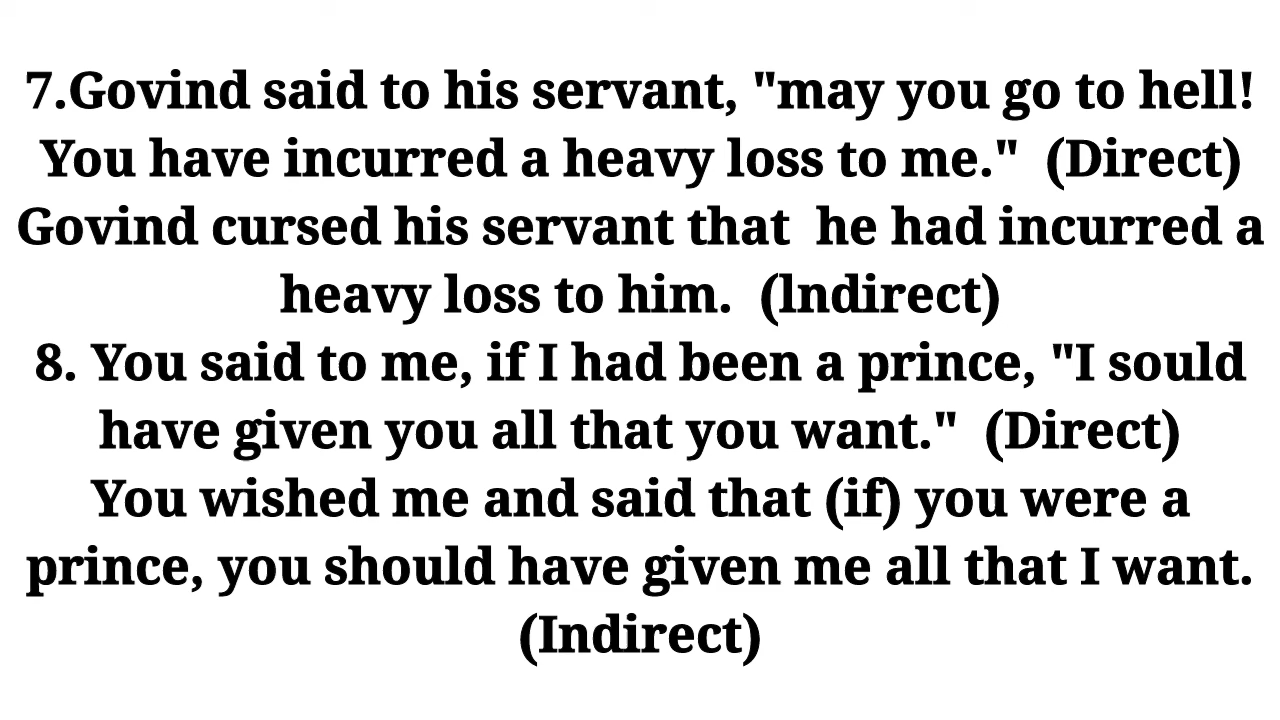 7.Govind said to his servant, "may you go to hell!
You have incurred a heavy loss to me."  (Direct)
Govind cursed his servant that  he had incurred a
heavy loss to him.  (lndirect)
8. You said to me, if I had been a prince, "I sould
have given you all that you want."  (Direct)
You wished me and said that (if) you were a
prince, you should have given me all that I want.
(Indirect)